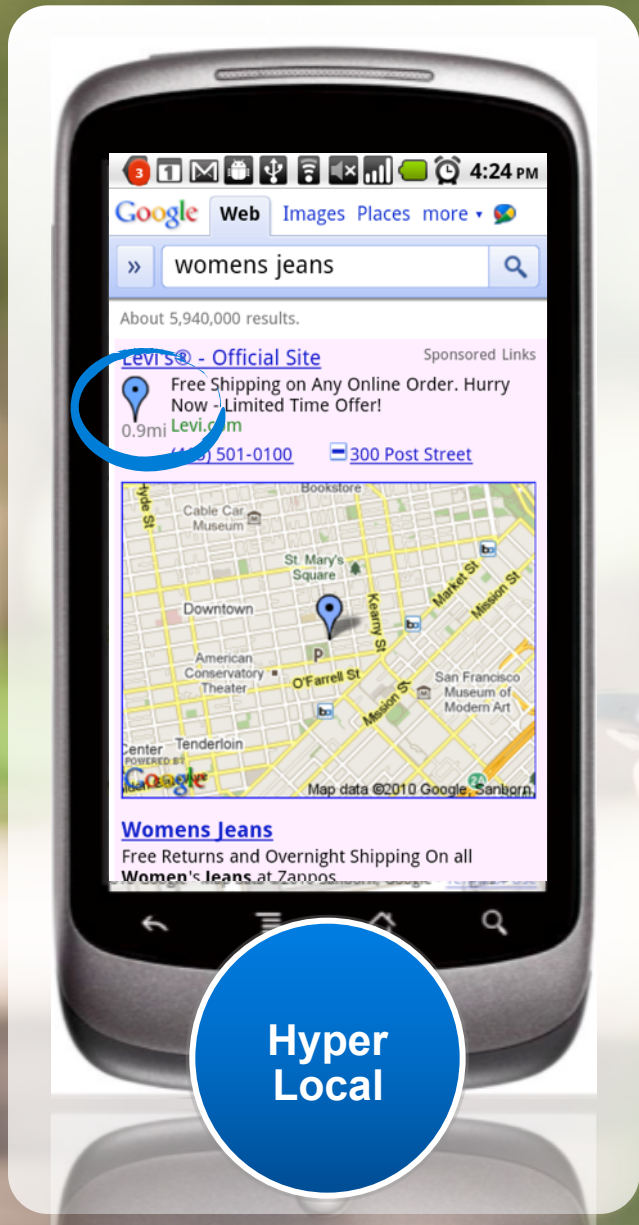 3 1 4:24 PM
Google Web Images Places more
» womens jeans
About 5,940,000 results.
Levi's® - Official Site Sponsored Links
Free Shipping on Any Online Order. Hurry
Now - Limited Time Offer!
0.9mi Levi.com
501-0100 300 Post Street
Bookstore
Hyde St
Cable Car
Museum
St. Mary's
Square
Market St
Mission St
Downtown
Kearny St
P
American
Conservatory
Theater
O'Farrell St
Mission St
San Francisco
Museum of
Modern Art
Center Tenderloin
POWERED BY
Google
Map data ©2010 Google, Sanborn,
Womens Jeans
Free Returns and Overnight Shipping On all
Women's Jeans at Zappos
Hyper
Local